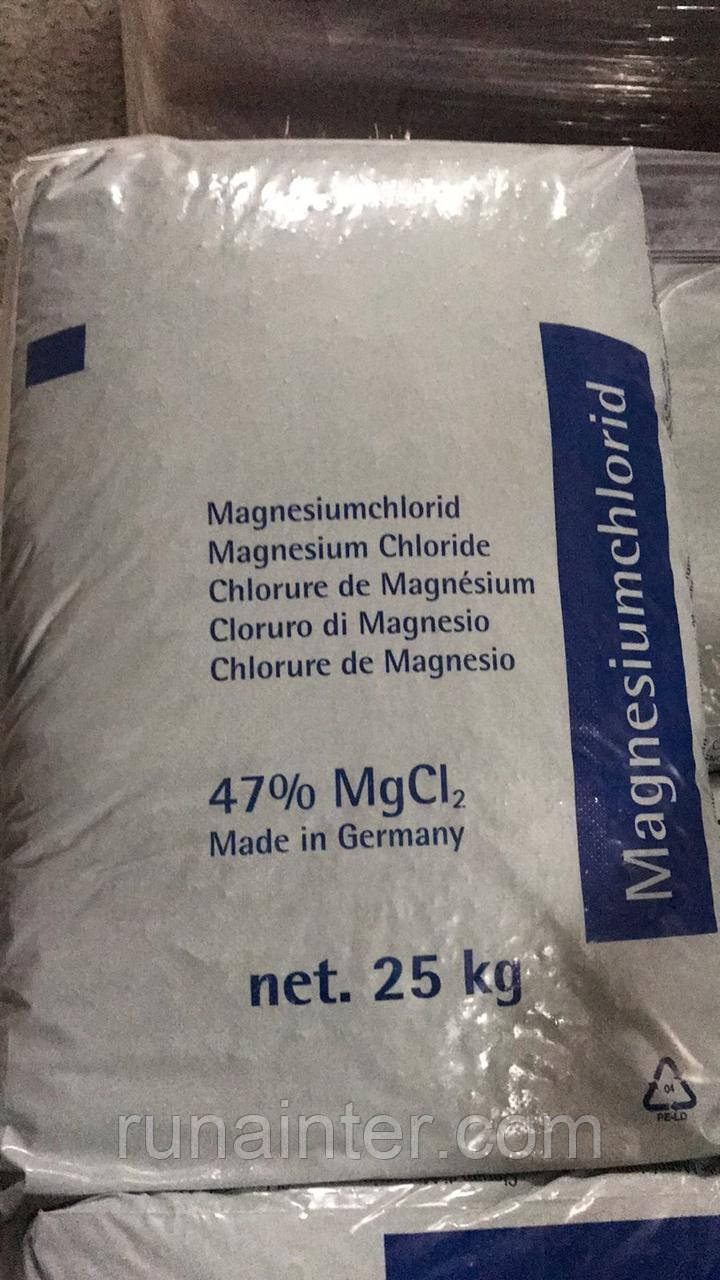 Magnesiumchlorid
Magnesium Chloride
Chlorure de Magnésium
Cloruro di Magnesio
Chlorure de Magnesio
47% MgCl₂
Made in Germany
net. 25 kg
Magnesiumchlorid
04
PE-LD
runainter.com